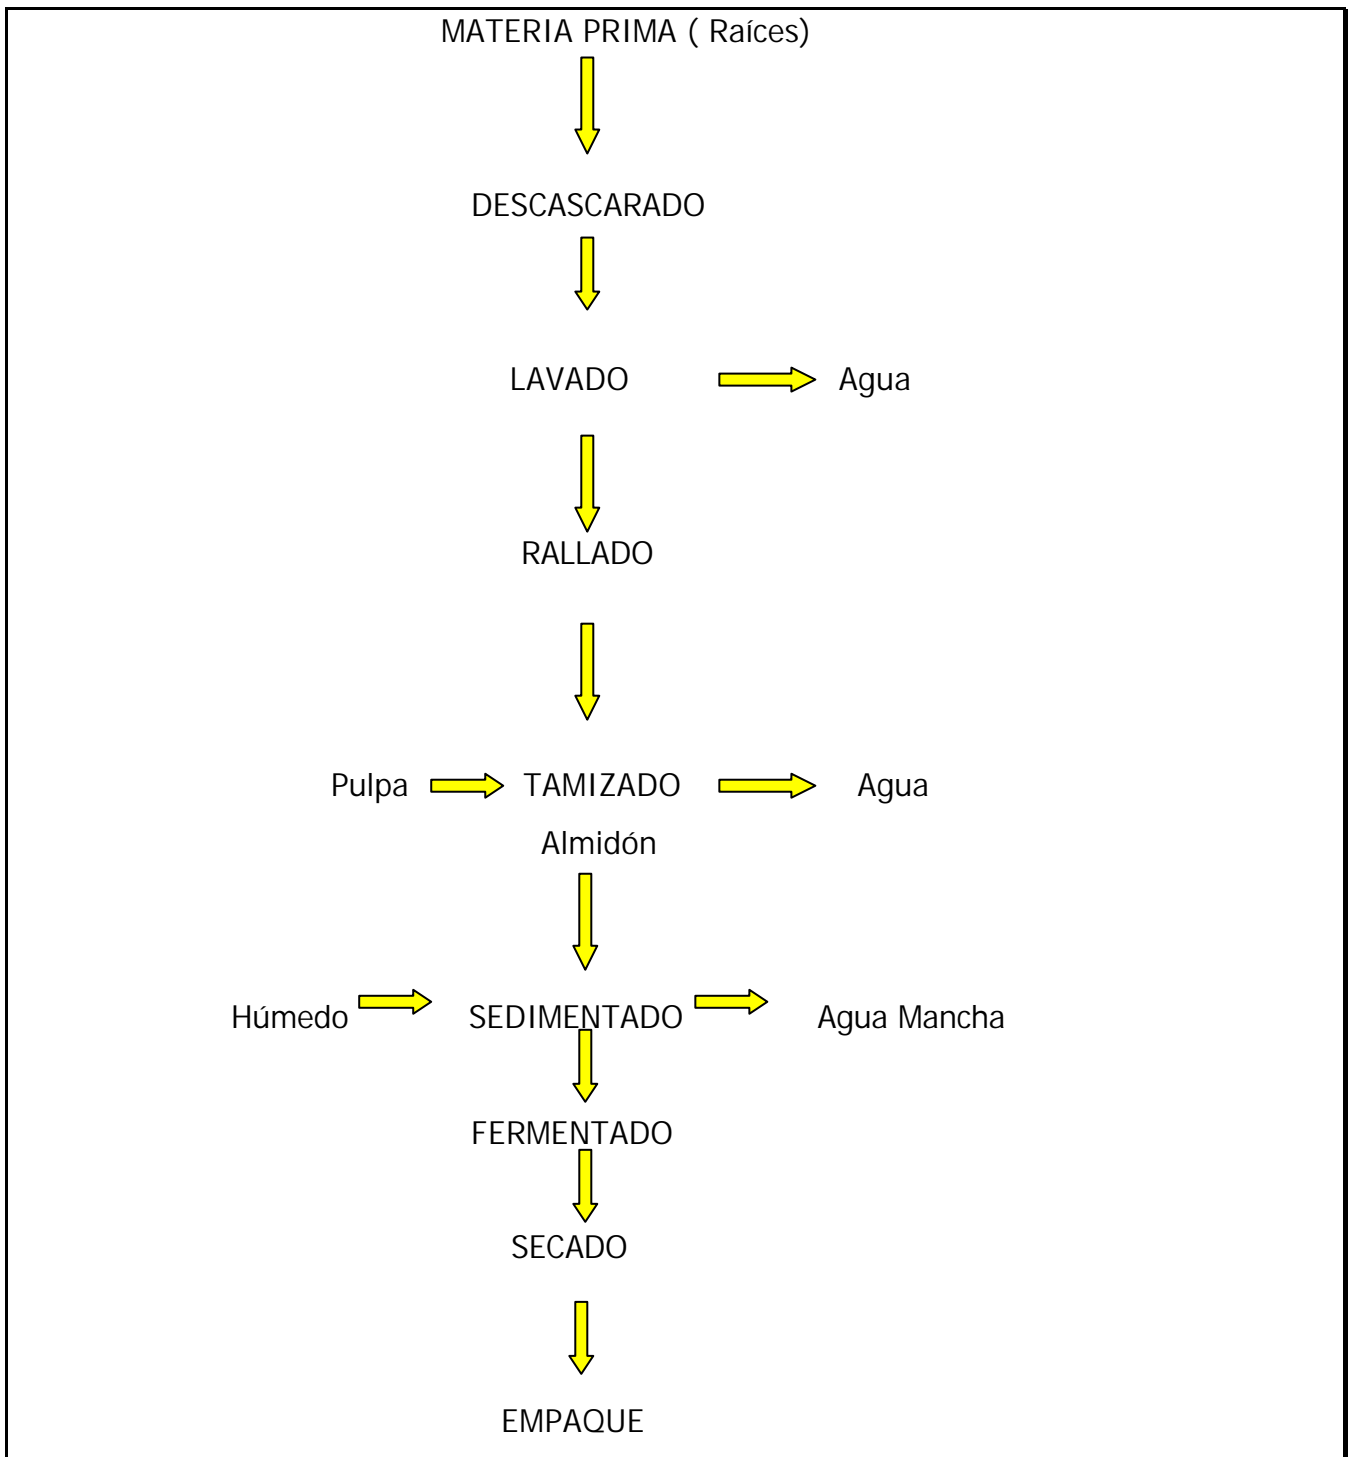 MATERIA PRIMA ( Raíces)
DESCASCARADO
LAVADO Agua
RALLADO
Pulpa TAMIZADO Agua
Almidón
Húmedo SEDIMENTADO Agua Mancha
FERMENTADO
SECADO
EMPAQUE